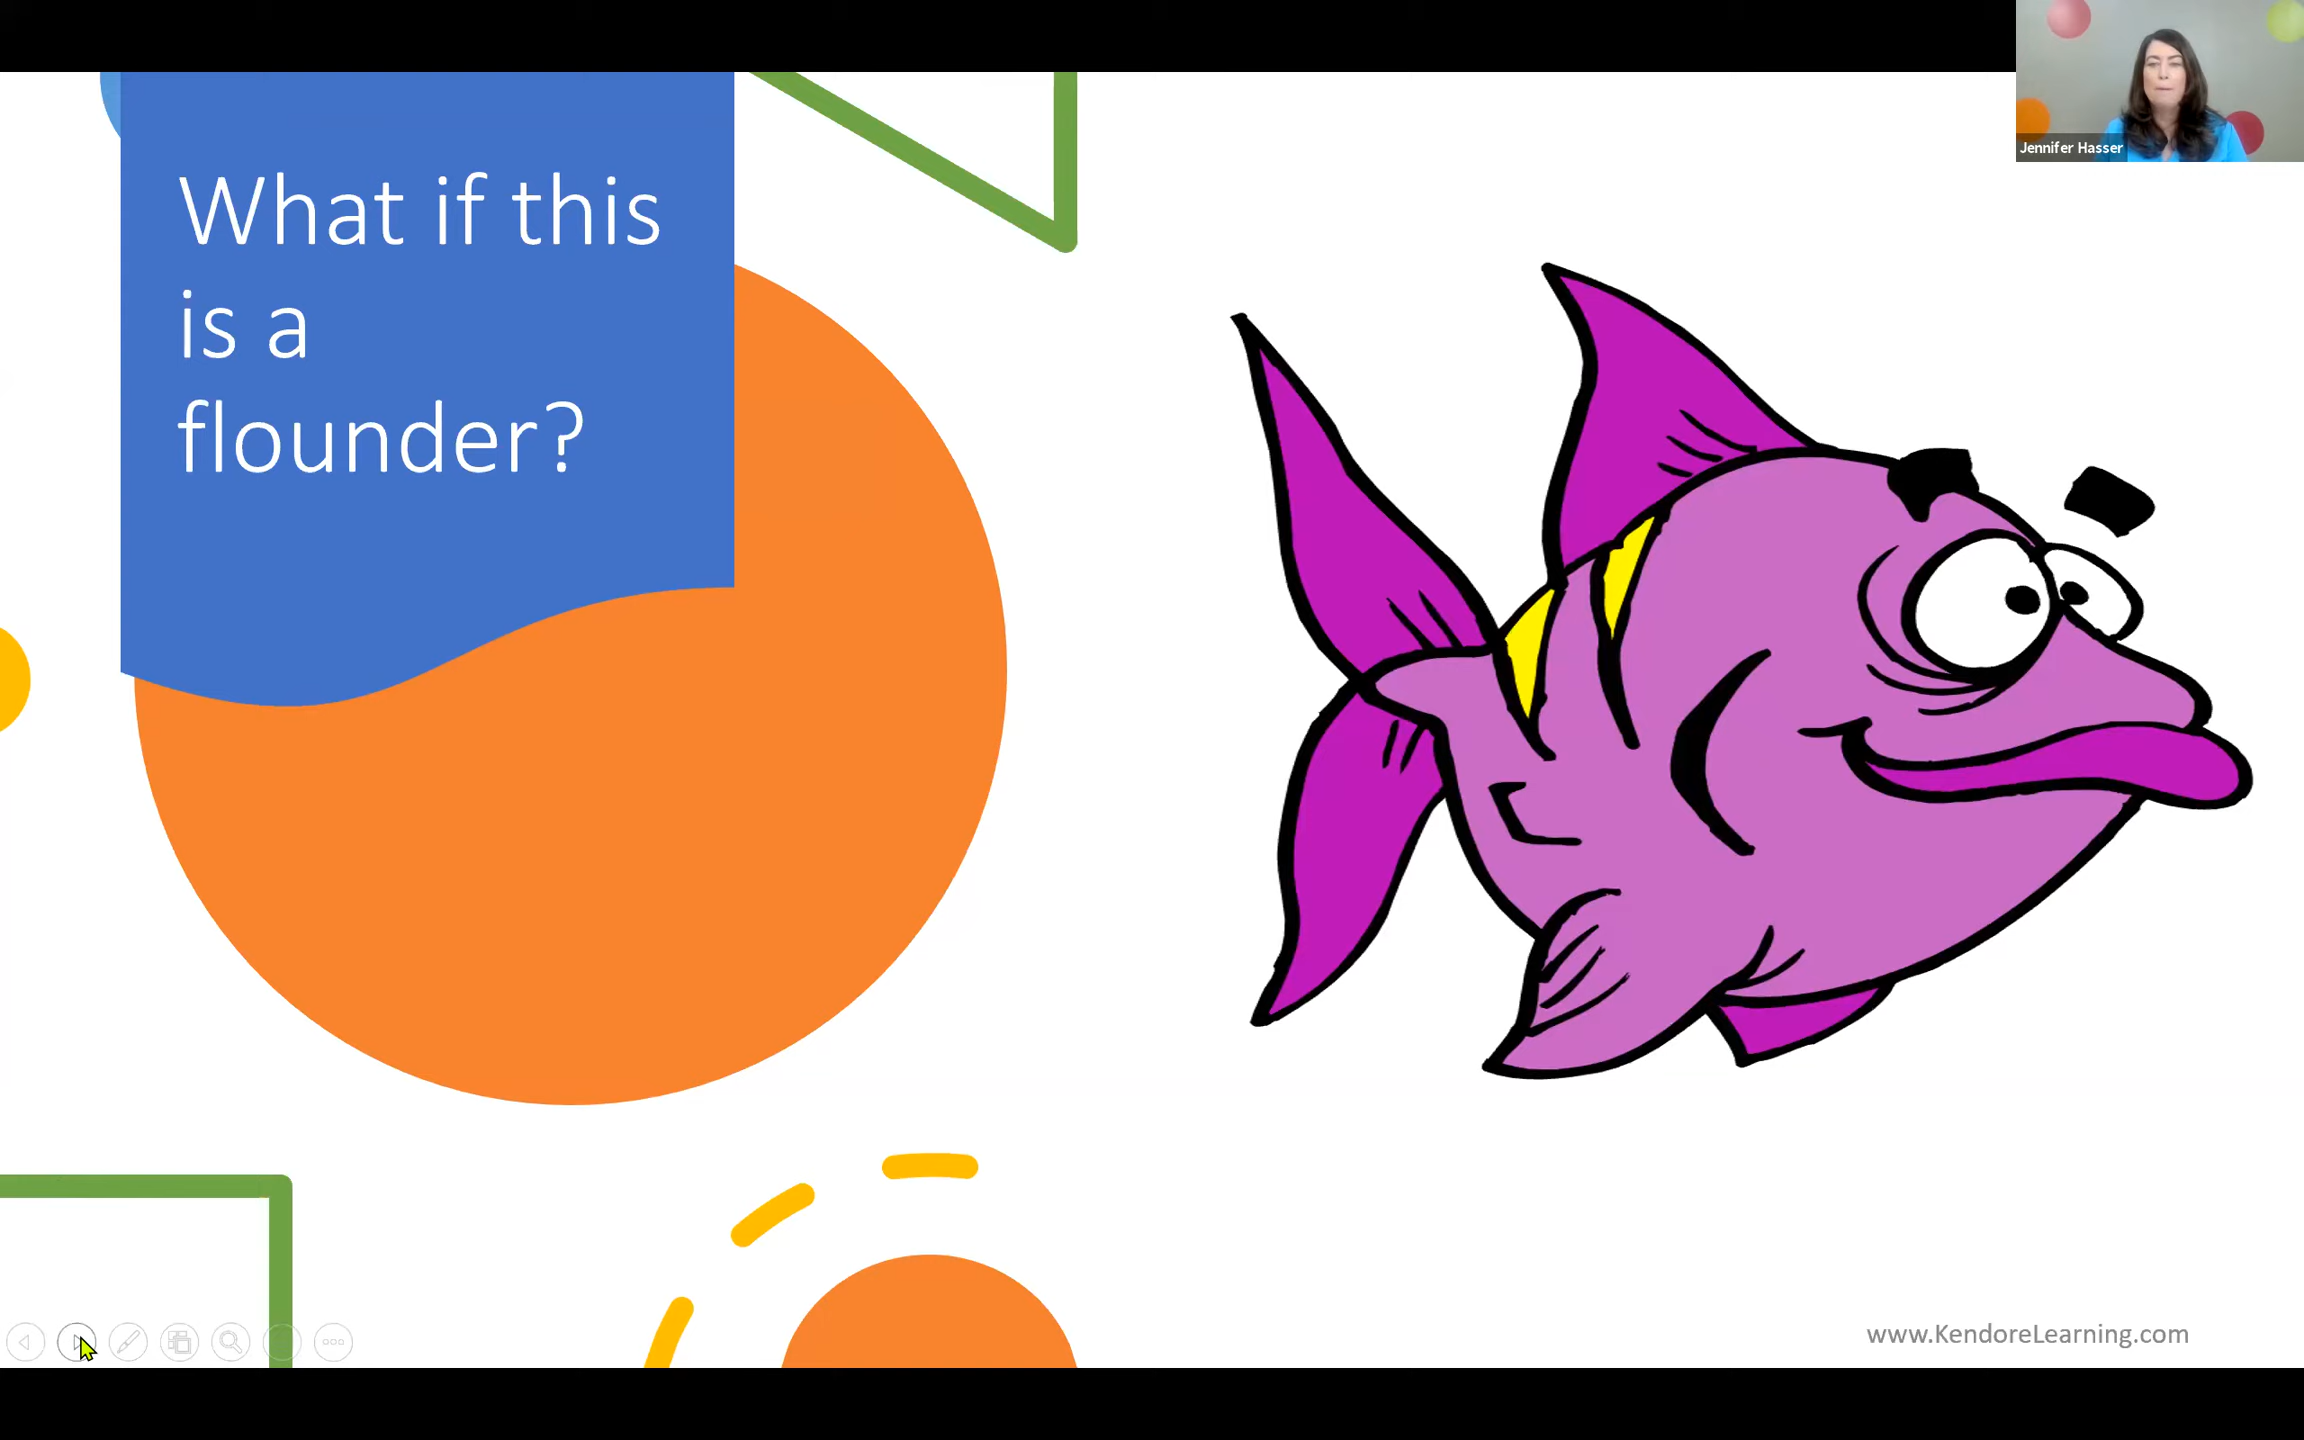 What if this
is a
flounder?
Jennifer Hasser
www.KendoreLearning.com